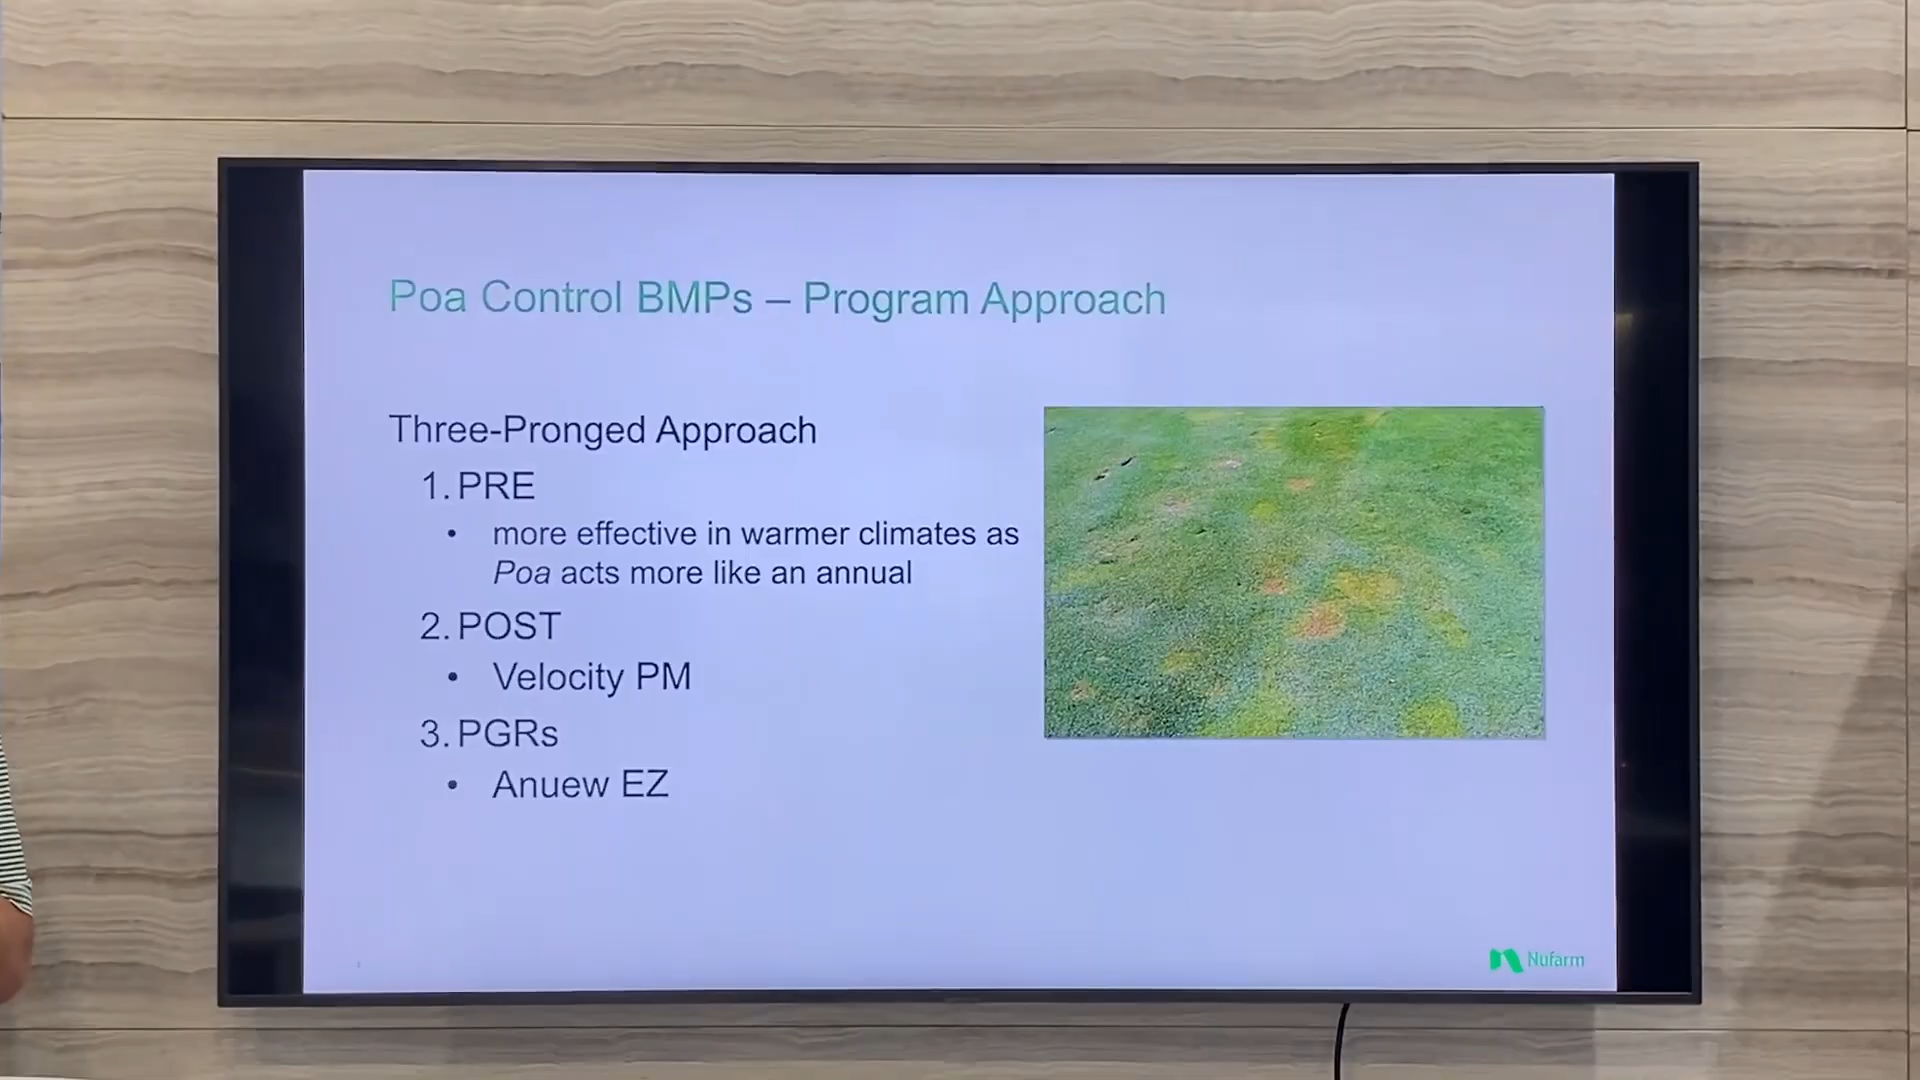 Poa Control BMPs – Program Approach
Three-Pronged Approach
1. PRE
• more effective in warmer climates as
Poa acts more like an annual
2. POST
• Velocity PM
3. PGRs
• Anuew EZ
Nufarm